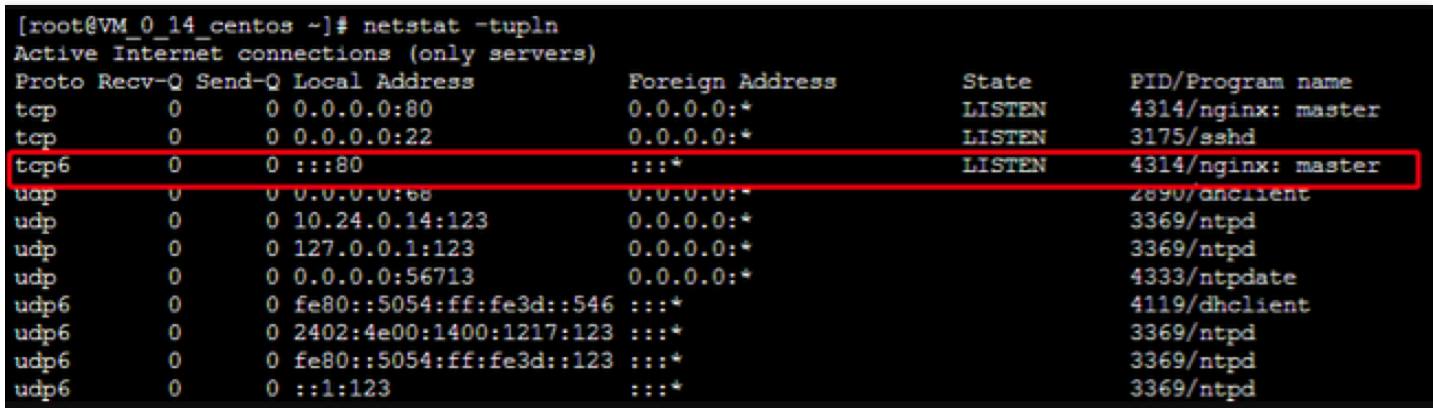 [root@VM_0_14_centos ~]# netstat -tupln
Active Internet connections (only servers)
Proto Recv-Q Send-Q Local Address Foreign Address State PID/Program name
tcp 0 0 0.0.0.0:80 0.0.0.0:* LISTEN 4314/nginx: master
tcp 0 0 0.0.0.0:22 0.0.0.0:* LISTEN 3175/sshd
tcp6 0 0 :::80 :::* LISTEN 4314/nginx: master
udp 0 0 0.0.0.0:68 0.0.0.0:* 2890/dhclient
udp 0 0 10.24.0.14:123 0.0.0.0:* 3369/ntpd
udp 0 0 127.0.0.1:123 0.0.0.0:* 3369/ntpd
udp 0 0 0.0.0.0:56713 0.0.0.0:* 4333/ntpdate
udp6 0 0 fe80::5054:ff:fe3d::546 :::* 4119/dhclient
udp6 0 0 2402:4e00:1400:1217:123 :::* 3369/ntpd
udp6 0 0 fe80::5054:ff:fe3d::123 :::* 3369/ntpd
udp6 0 0 ::1:123 :::* 3369/ntpd